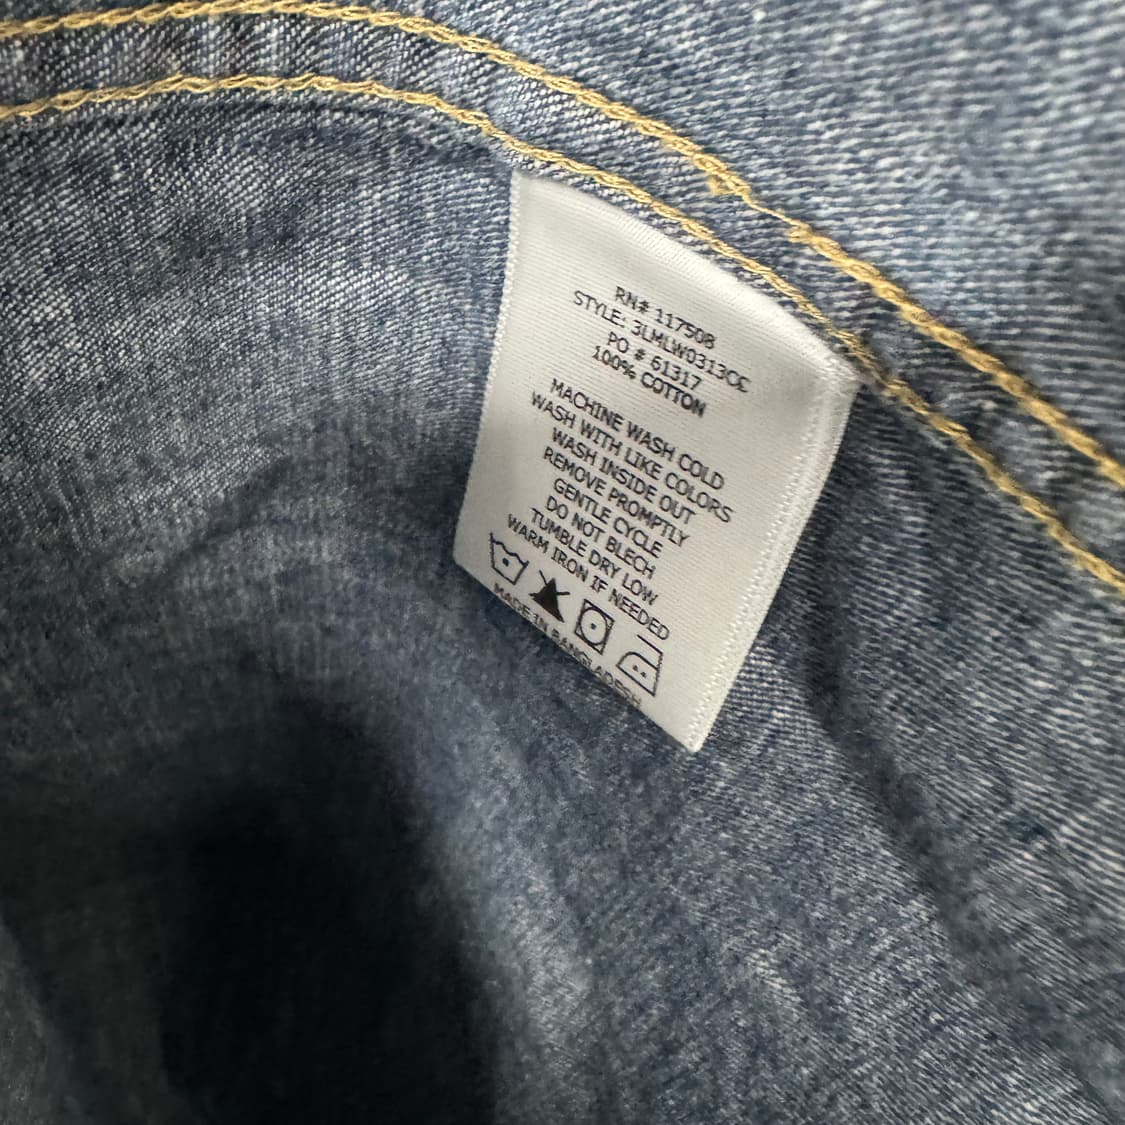 RN# 117508
STYLE: 3LMLW0313CE
PO # 61317
100% COTTON
MACHINE WASH COLD
WASH WITH LIKE COLORS
WASH INSIDE OUT
REMOVE PROMPTLY
GENTLE CYCLE
DO NOT BLECH
TUMBLE DRY LOW
WARM IRON IF NEEDED
MADE IN BANGLADESH